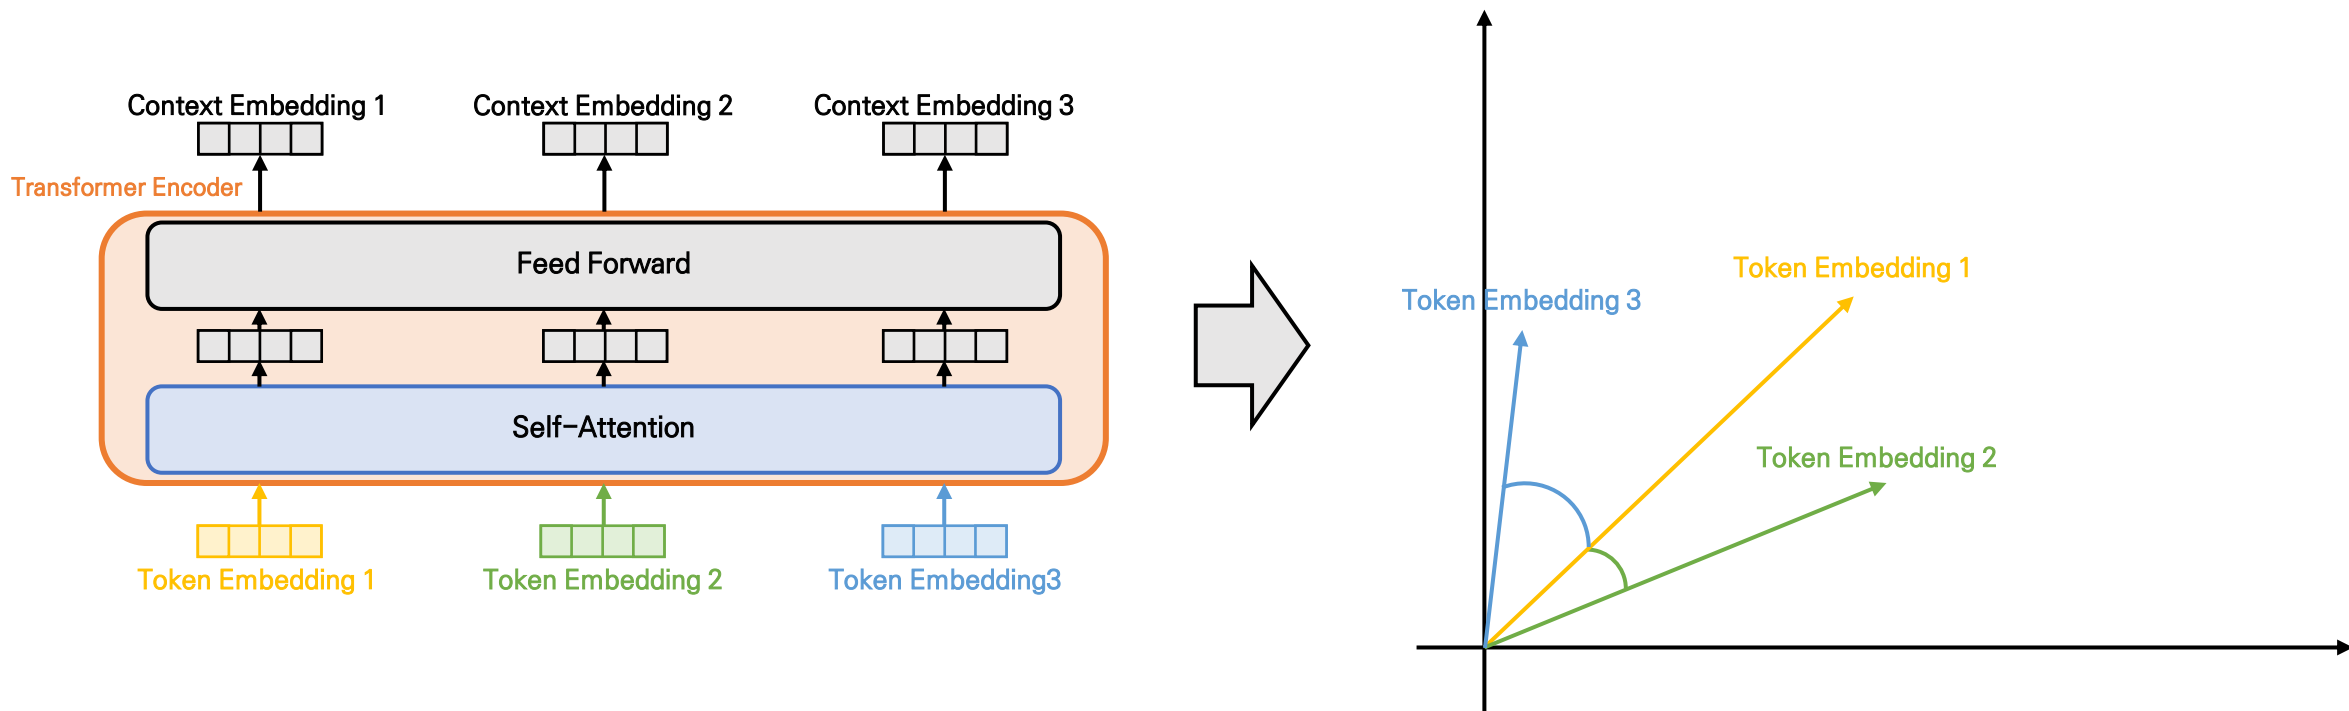 Context Embedding 1
Context Embedding 2
Context Embedding 3
Transformer Encoder
Feed Forward
Self-Attention
Token Embedding 1
Token Embedding 2
Token Embedding3
Token Embedding 1
Token Embedding 3
Token Embedding 2